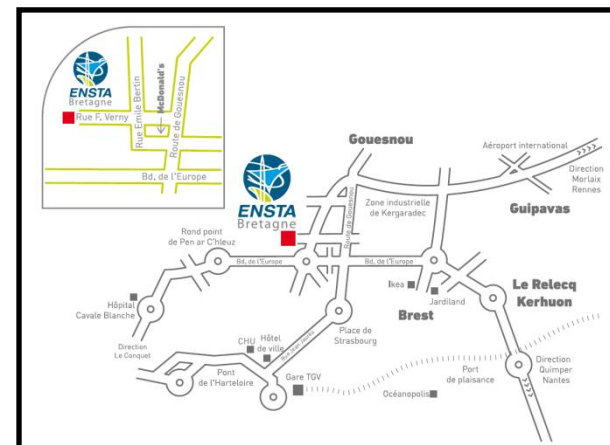 ENSTA
Bretagne
Rue F. Verny
Rue Emile Bertin
McDonald's
Route de Gouesnou
Bd. de l'Europe
Gouesnou
Aéroport international
Direction
Morlaix
Rennes
Guipavas
Zone industrielle
de Kergaradec
Route de Gouesnou
ENSTA
Bretagne
Rond point
de Pen ar C'hleuz
Bd. de l'Europe
Bd. de l'Europe
Ikea
Jardiland
Le Relecq
Kerhuon
Brest
Hôpital
Cavale Blanche
Direction
Le Conquet
Place de
Strasbourg
Rue Jean Jaurès
CHU
Hôtel
de ville
Pont
de l'Harteloire
Gare TGV
Océanopolis
Port
de plaisance
Direction
Quimper
Nantes